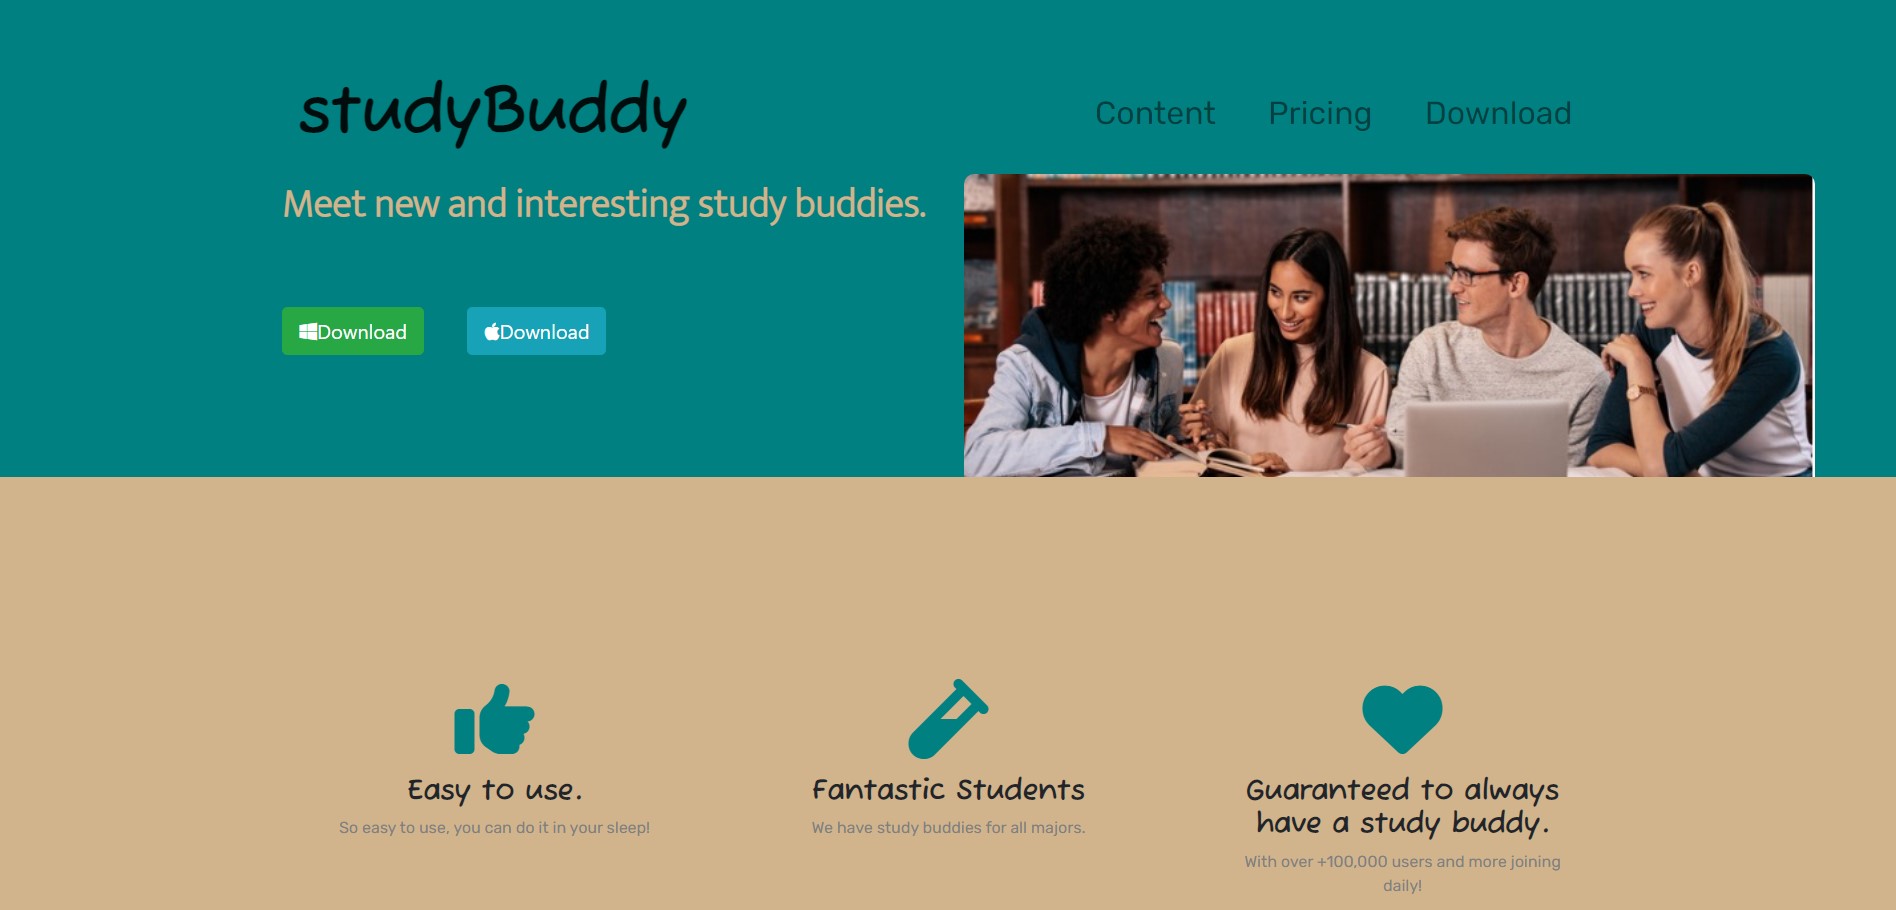 studyBuddy
Content Pricing Download
Meet new and interesting study buddies.
Download Download
Easy to use.
So easy to use, you can do it in your sleep!
Fantastic Students
We have study buddies for all majors.
Guaranteed to always
have a study buddy.
With over +100,000 users and more joining
daily!